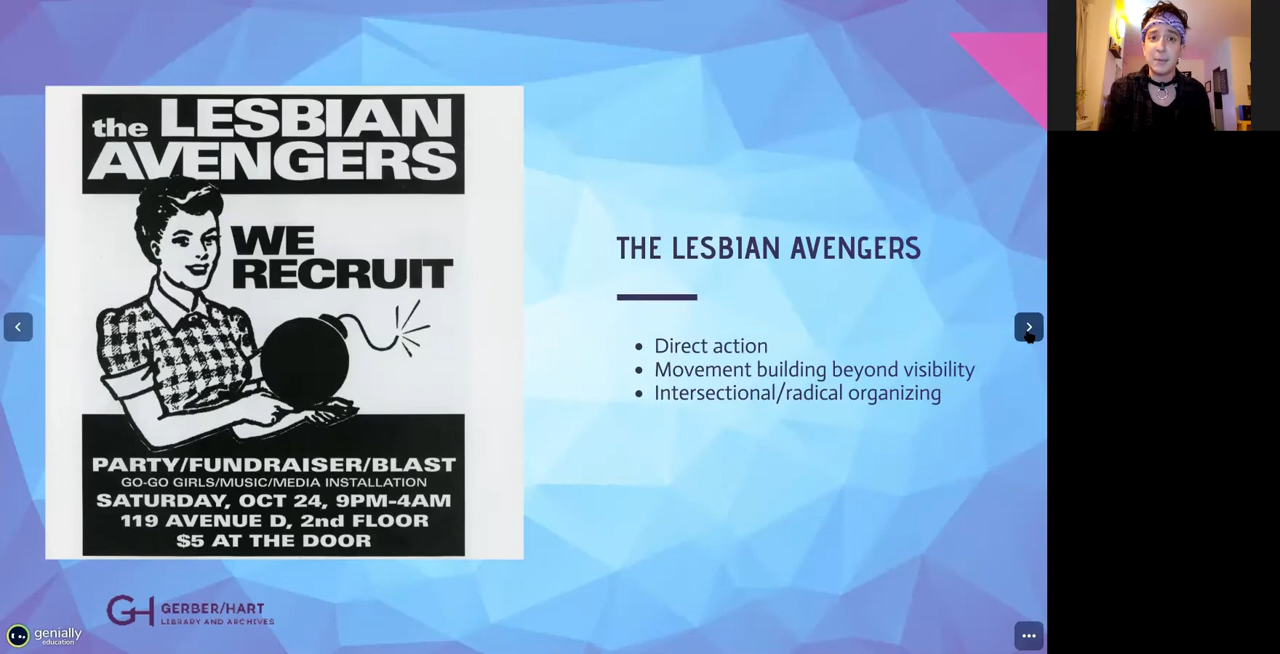 the LESBIAN
AVENGERS
WE
RECRUIT
PARTY/FUNDRAISER/BLAST
GO-GO GIRLS/MUSIC/MEDIA INSTALLATION
SATURDAY, OCT 24, 9PM-4AM
119 AVENUE D, 2nd FLOOR
$5 AT THE DOOR
THE LESBIAN AVENGERS
• Direct action
• Movement building beyond visibility
• Intersectional/radical organizing
GH GERBER/HART
LIBRARY AND ARCHIVES
genially
education